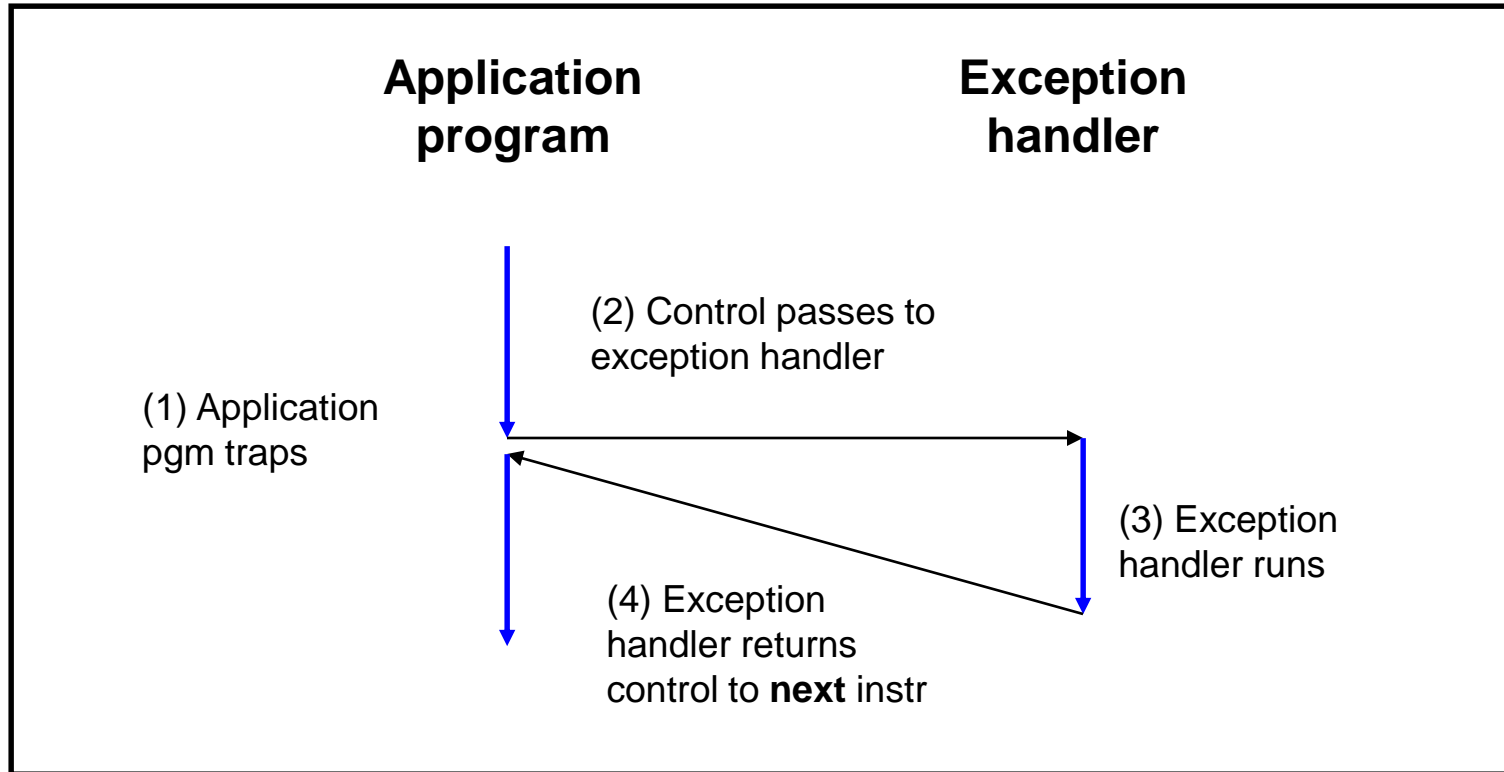 Application
program
Exception
handler
(2) Control passes to
exception handler
(1) Application
pgm traps
(3) Exception
handler runs
(4) Exception
handler returns
control to next instr